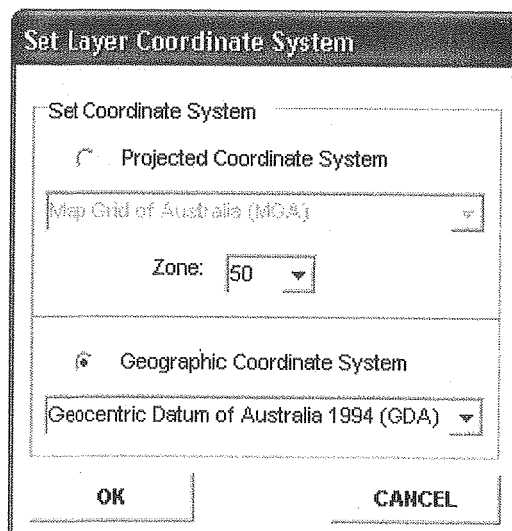 Set Layer Coordinate System
Set Coordinate System
Projected Coordinate System
Map Grid of Australia (MGA)
Zone: 50
Geographic Coordinate System
Geocentric Datum of Australia 1994 (GDA)
OK CANCEL